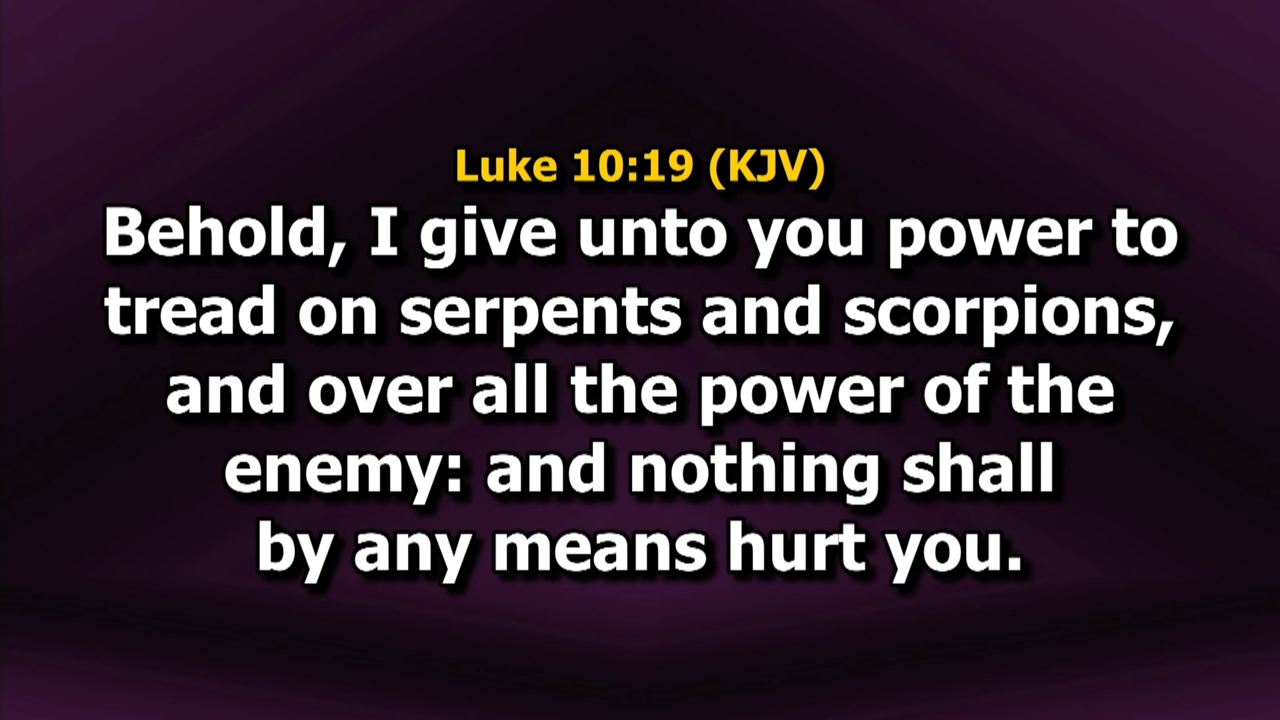 Luke 10:19 (KJV)
Behold, I give unto you power to
tread on serpents and scorpions,
and over all the power of the
enemy: and nothing shall
by any means hurt you.